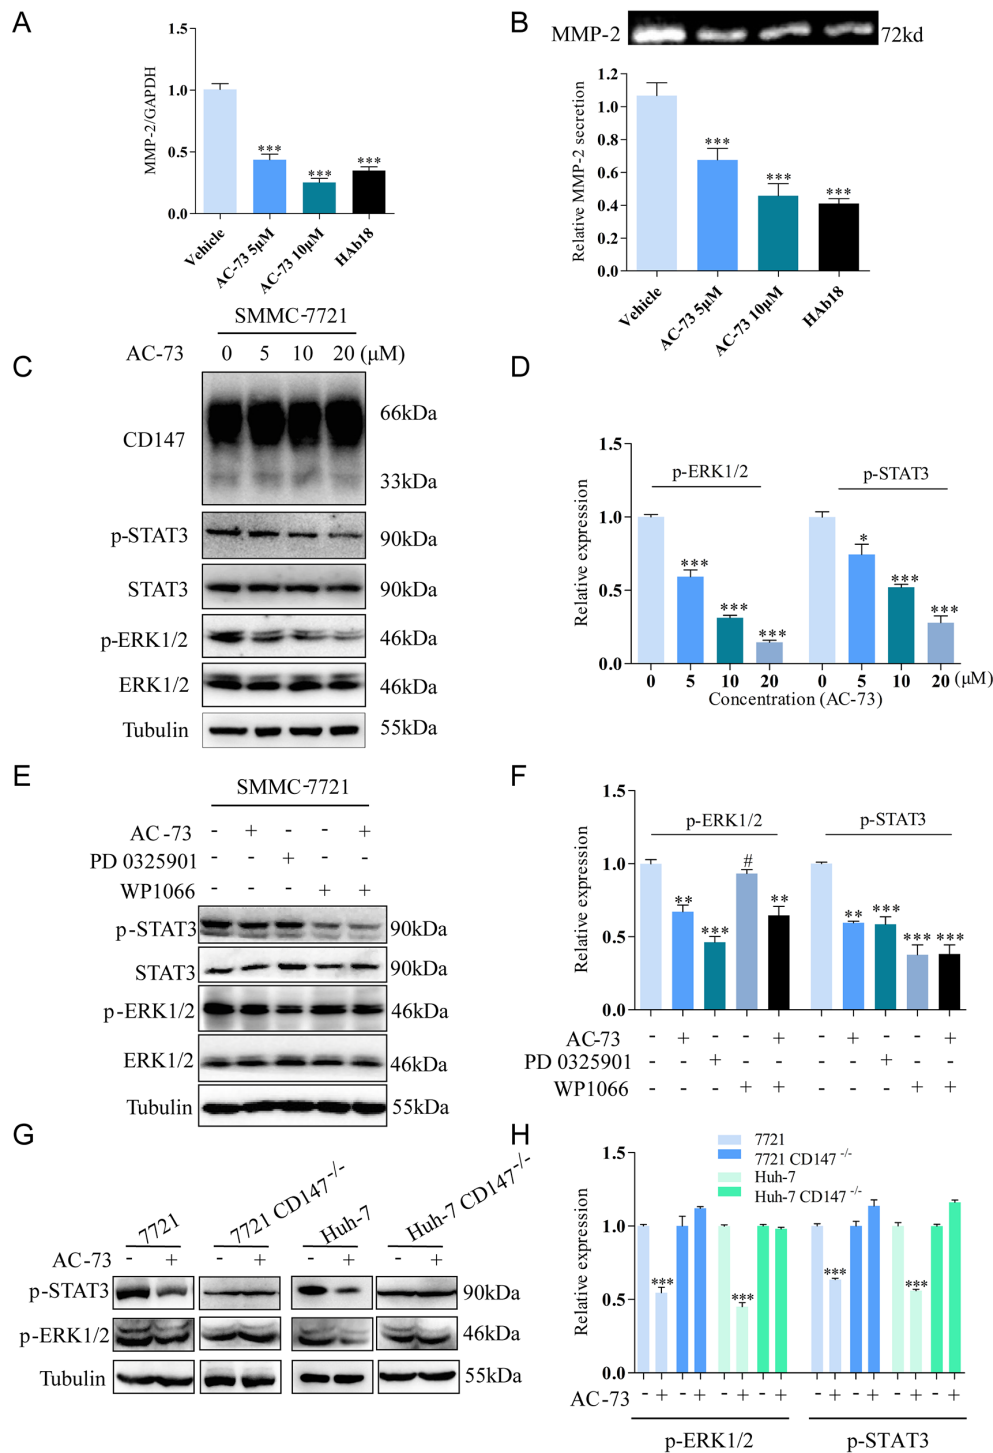 A
1.5
1.0
0.5
0.0
MMP-2/GAPDH
***
***
***
Vehicle
AC-73 5μM
AC-73 10μM
HAb18
B
MMP-2
72kd
1.2
1.0
0.8
0.6
0.4
0.2
0.0
Relative MMP-2 secretion
***
***
***
Vehicle
AC-73 5μM
AC-73 10μM
HAb18
C
SMMC-7721
AC-73 0 5 10 20 (μM)
CD147
66kDa
33kDa
p-STAT3 90kDa
STAT3 90kDa
p-ERK1/2 46kDa
ERK1/2 46kDa
Tubulin 55kDa
D
1.5
1.0
0.5
0.0
Relative expression
p-ERK1/2
p-STAT3
***
***
***
*
***
***
0 5 10 20 0 5 10 20 (μM)
Concentration (AC-73)
E
SMMC-7721
AC-73 - + - - +
PD 0325901 - - + - -
WP1066 - - - + +
p-STAT3 90kDa
STAT3 90kDa
p-ERK1/2 46kDa
ERK1/2 46kDa
Tubulin 55kDa
F
1.5
1.0
0.5
0.0
Relative expression
p-ERK1/2
p-STAT3
**
***
#
**
**
***
***
***
AC-73 - + - - + - + - - +
PD 0325901 - - + - - - - + - -
WP1066 - - - + + - - - + +
G
7721
7721 CD147-/-
Huh-7
Huh-7 CD147-/-
AC-73 - + - + - + - +
p-STAT3 90kDa
p-ERK1/2 46kDa
Tubulin 55kDa
H
7721
7721 CD147 -/-
Huh-7
Huh-7 CD147 -/-
1.5
1.0
0.5
0.0
Relative expression
***
***
***
***
AC-73 - + - + - + - + - + - + - + - +
p-ERK1/2
p-STAT3